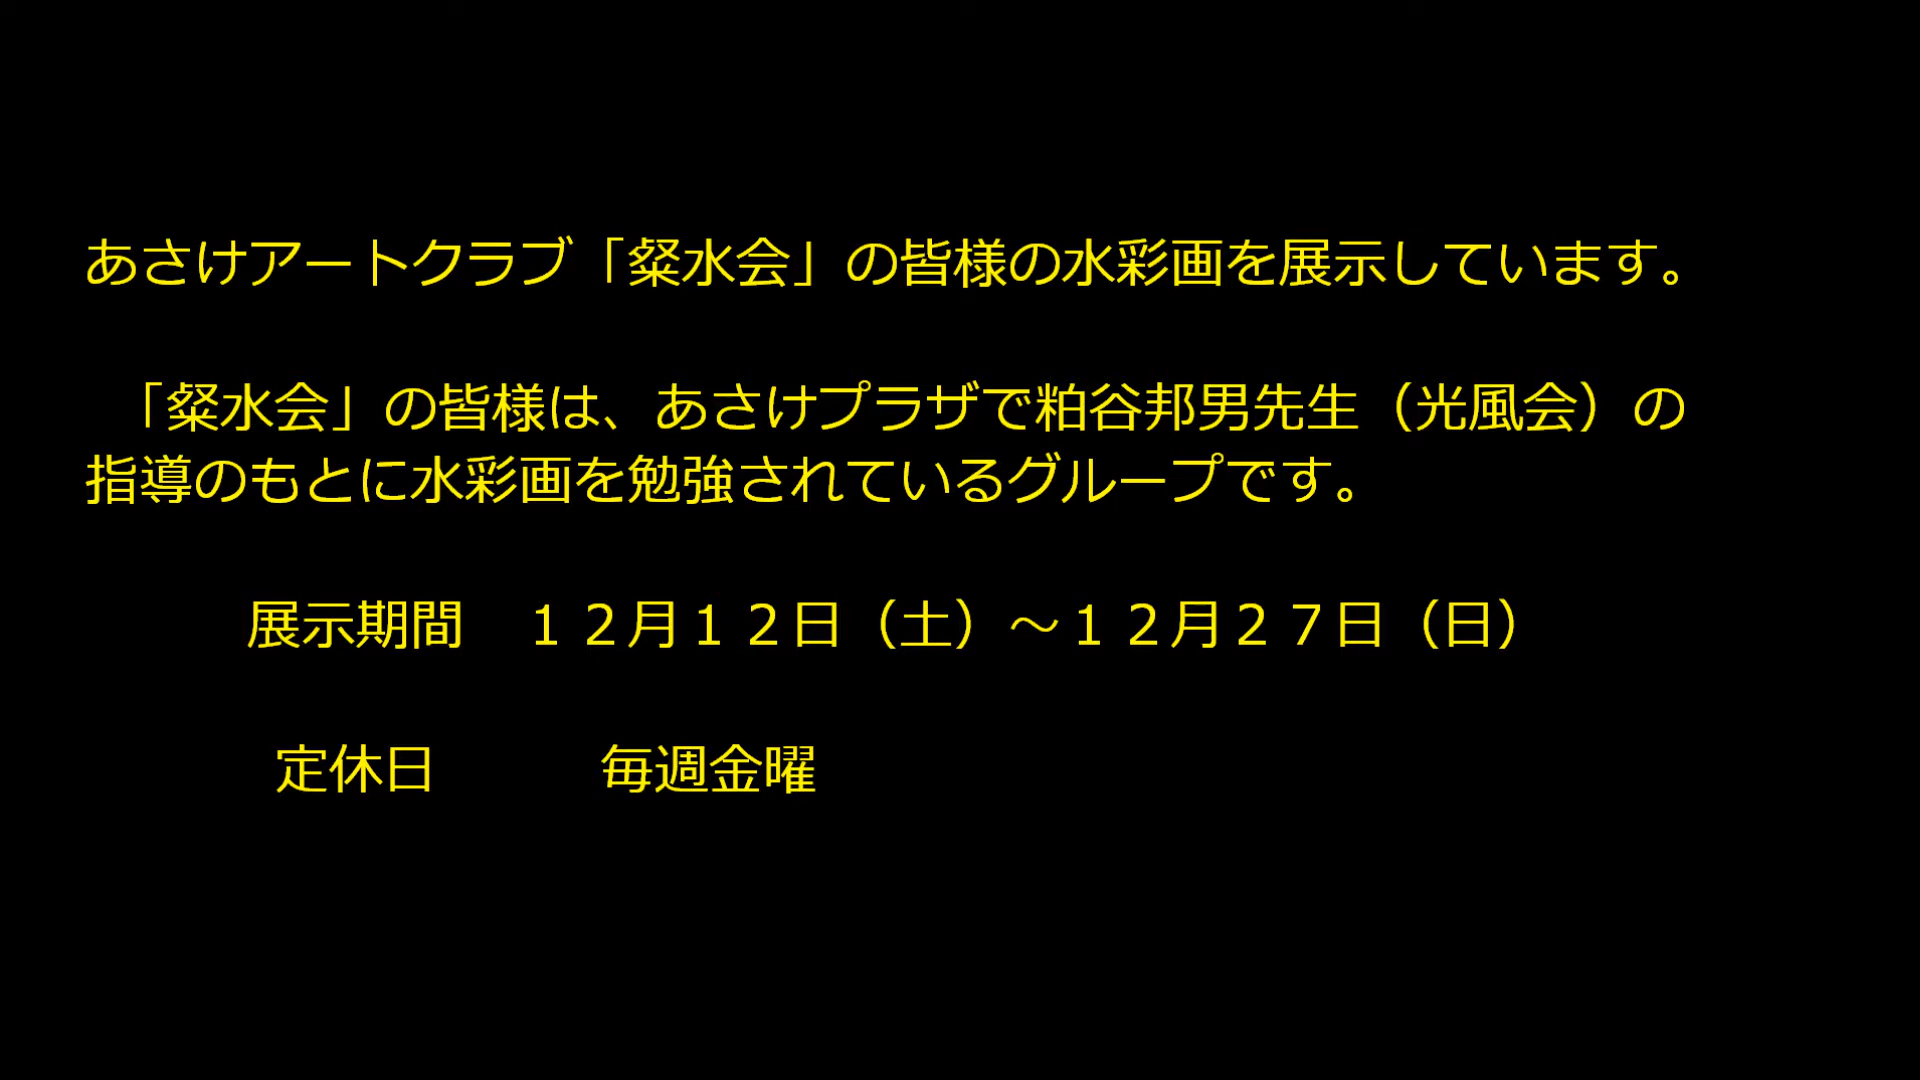 あさけアートクラブ「粲水会」の皆様の水彩画を展示しています。
「粲水会」の皆様は、あさけプラザで粕谷邦男先生（光風会）の
指導のもとに水彩画を勉強されているグループです。
展示期間　１２月１２日（土）～１２月２７日（日）
定休日　　　毎週金曜